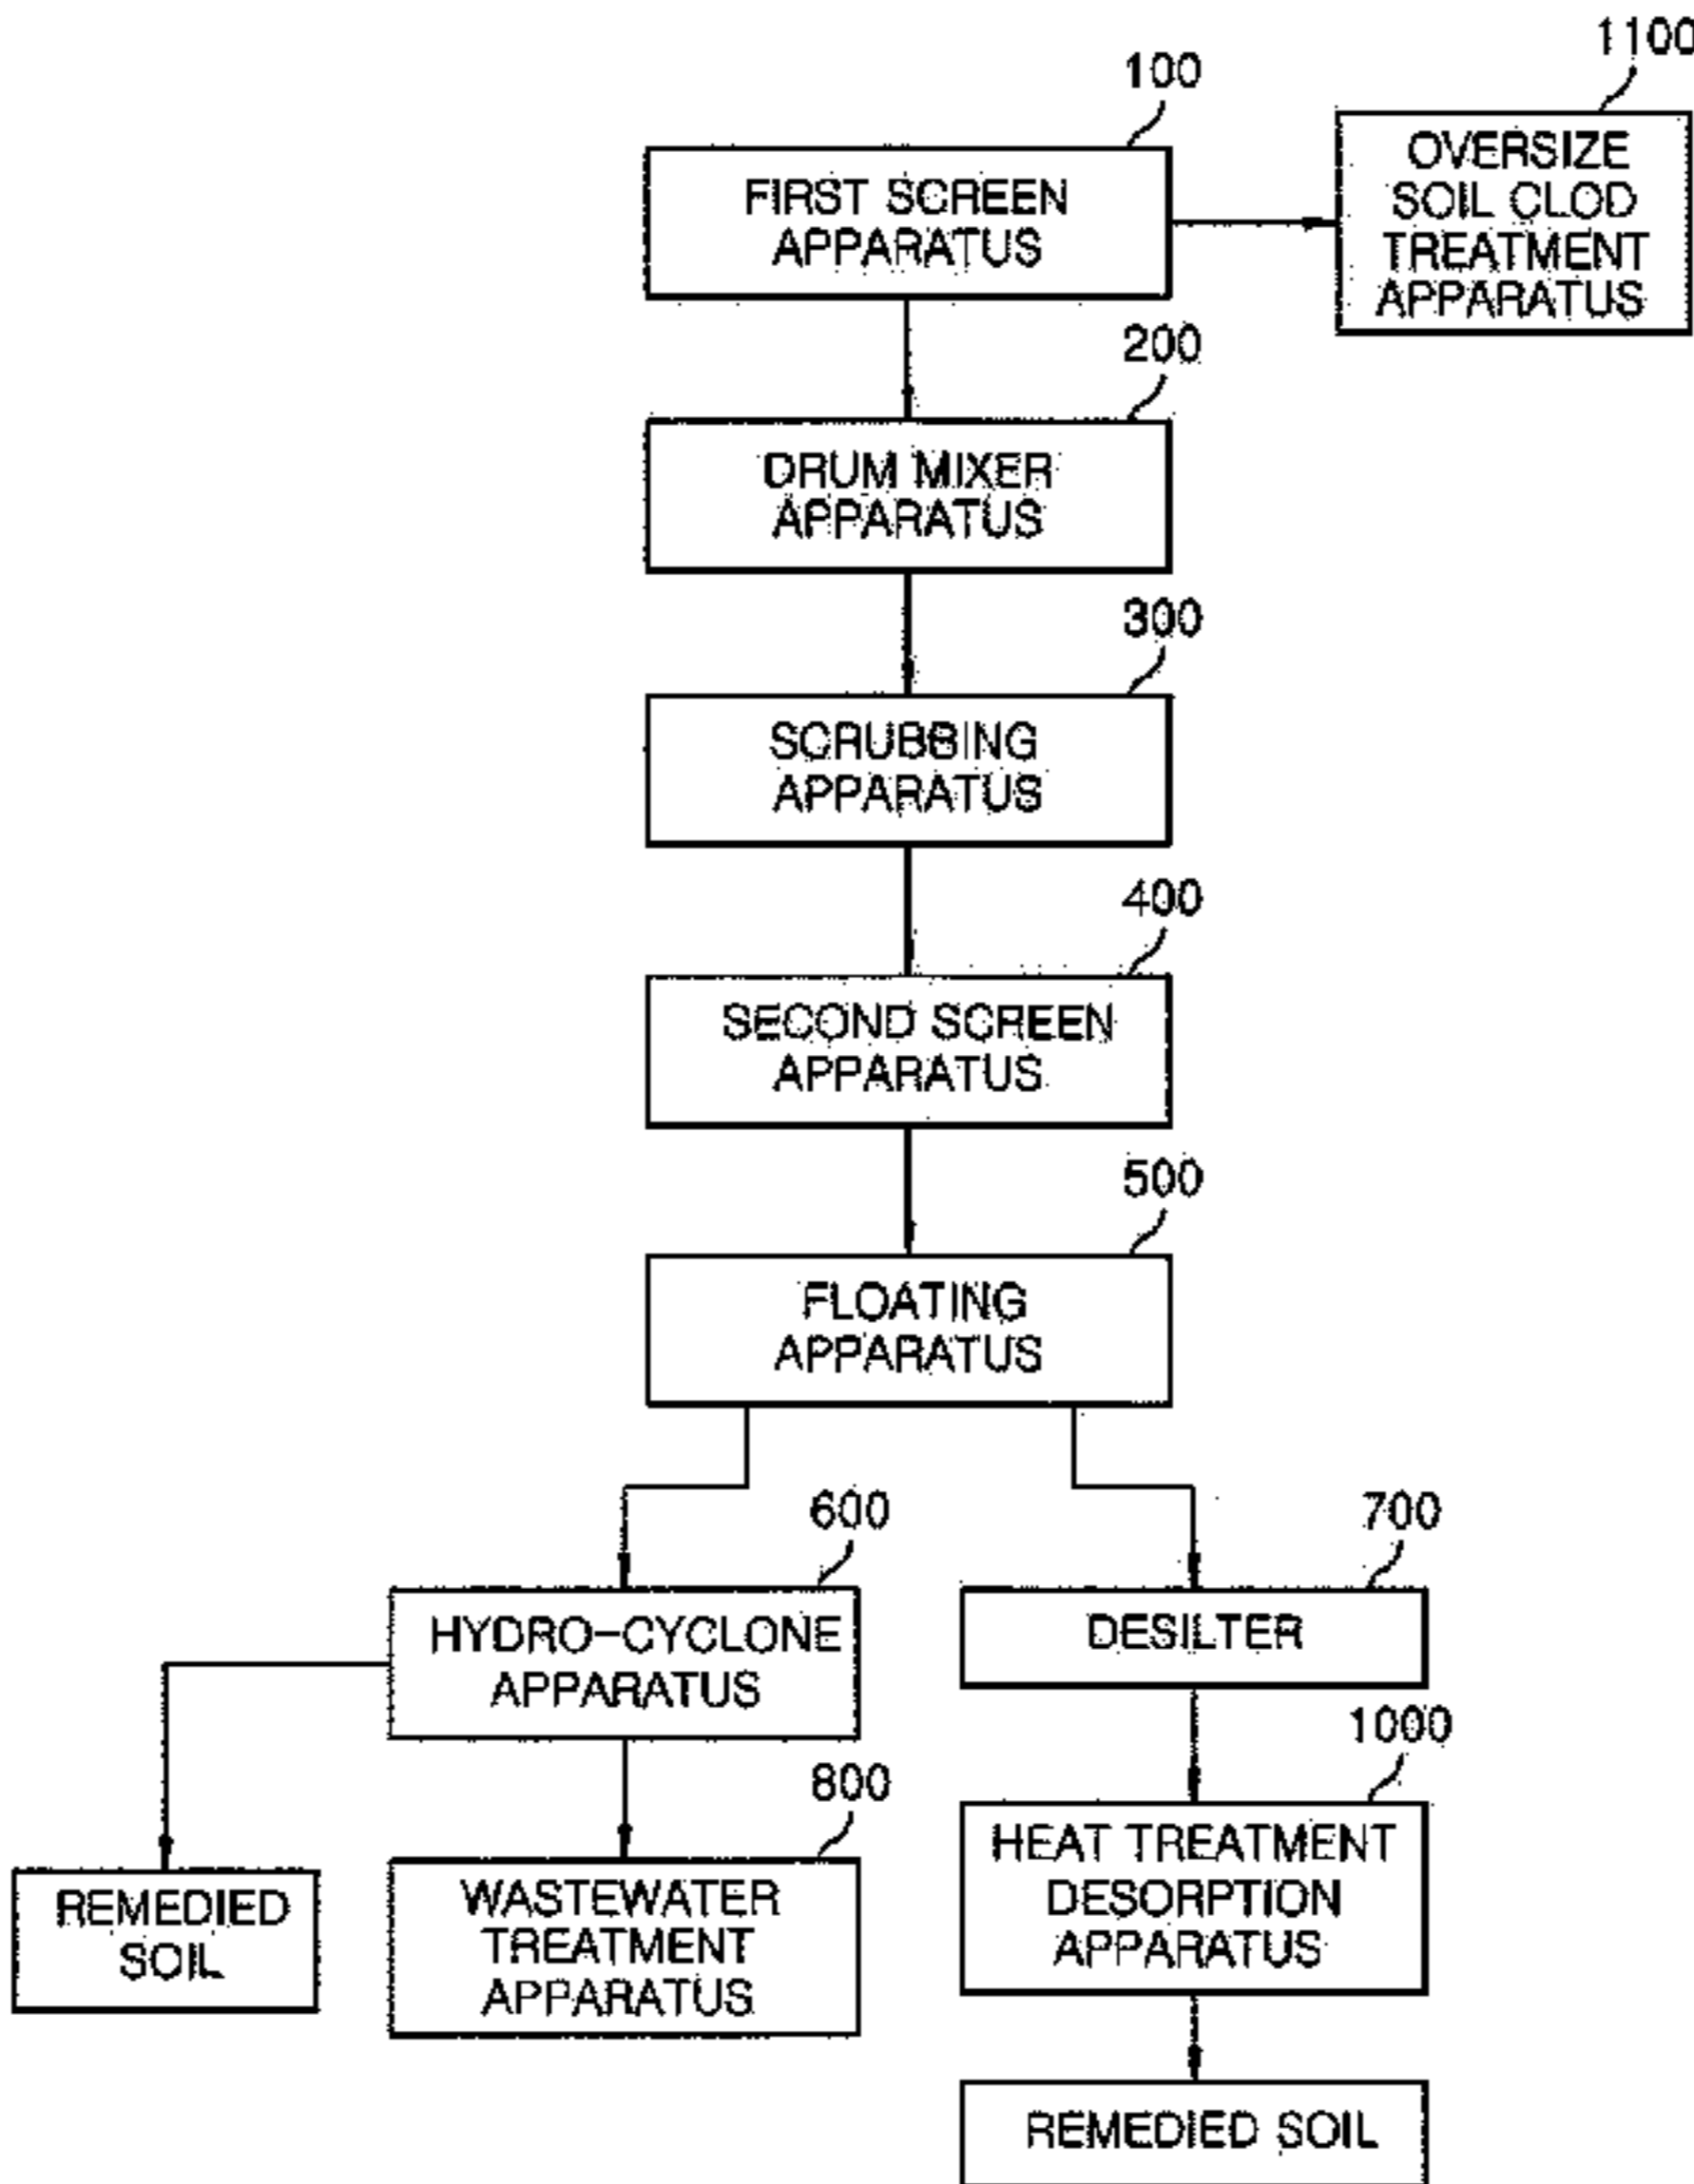 1100
100
OVERSIZE
SOIL CLOD
TREATMENT
APPARATUS
FIRST SCREEN
APPARATUS
200
DRUM MIXER
APPARATUS
300
SCRUBBING
APPARATUS
400
SECOND SCREEN
APPARATUS
500
FLOATING
APPARATUS
600
700
HYDRO-CYCLONE
APPARATUS
DESILTER
1000
800
HEAT TREATMENT
DESORPTION
APPARATUS
REMEDIED
SOIL
WASTEWATER
TREATMENT
APPARATUS
REMEDIED SOIL